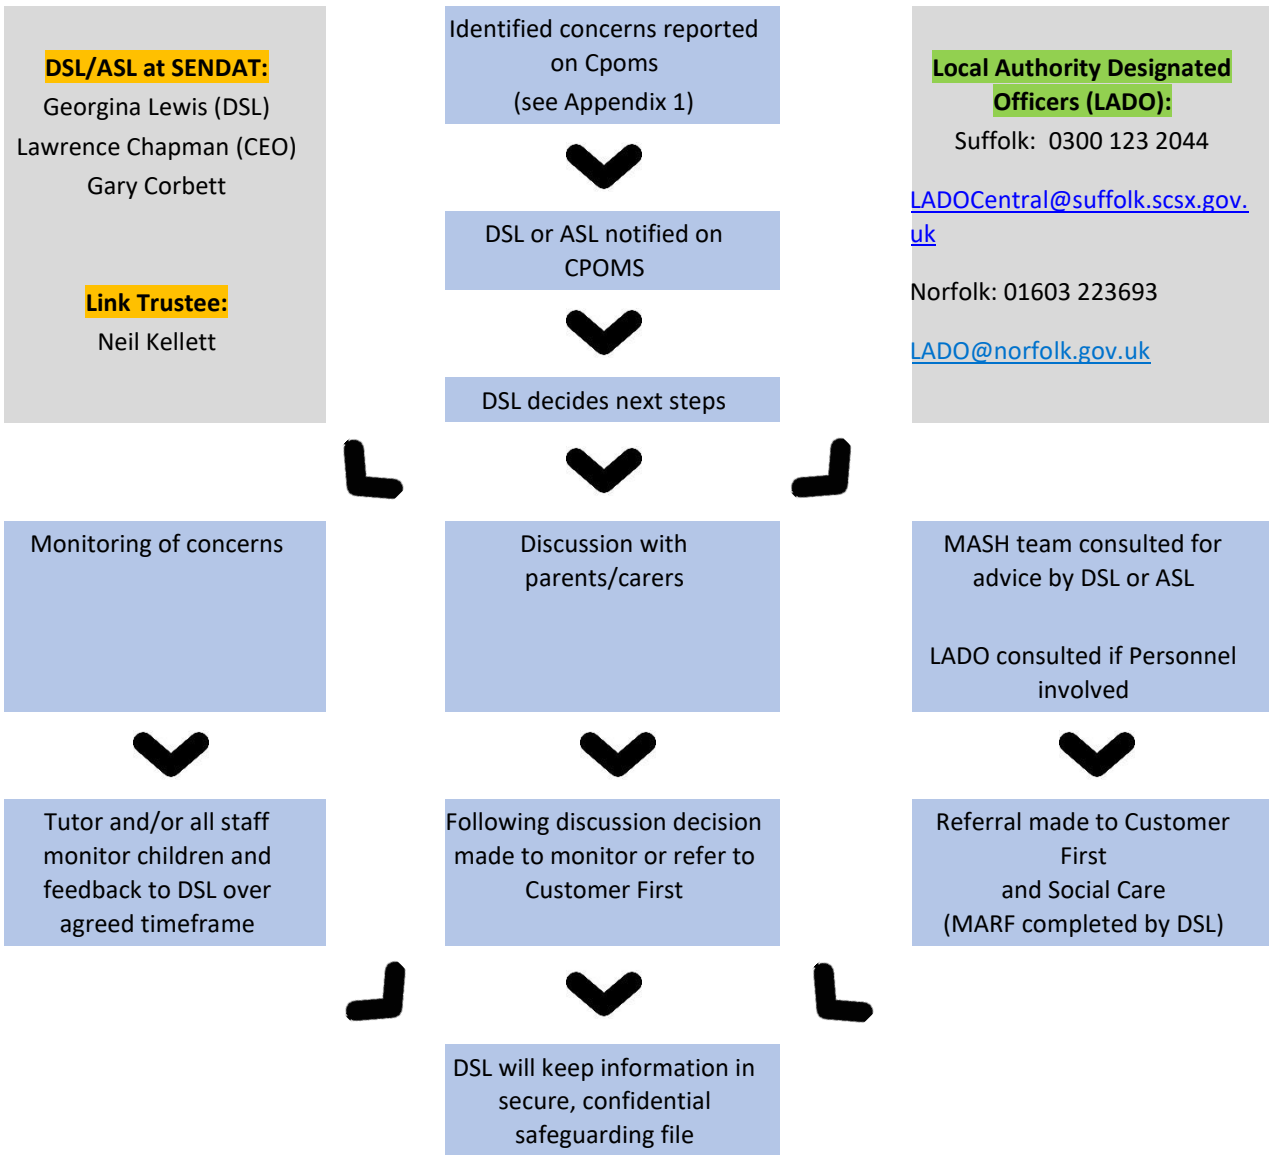 DSL/ASL at SENDAT:
Georgina Lewis (DSL)
Lawrence Chapman (CEO)
Gary Corbett
Link Trustee:
Neil Kellett
Identified concerns reported
on Cpoms
(see Appendix 1)
DSL or ASL notified on
CPOMS
DSL decides next steps
Local Authority Designated
Officers (LADO):
Suffolk:  0300 123 2044
LADOCentral@suffolk.scsx.gov.
uk
Norfolk: 01603 223693
LADO@norfolk.gov.uk
Monitoring of concerns
Discussion with
parents/carers
MASH team consulted for
advice by DSL or ASL
LADO consulted if Personnel
involved
Tutor and/or all staff
monitor children and
feedback to DSL over
agreed timeframe
Following discussion decision
made to monitor or refer to
Customer First
Referral made to Customer
First
and Social Care
(MARF completed by DSL)
DSL will keep information in
secure, confidential
safeguarding file